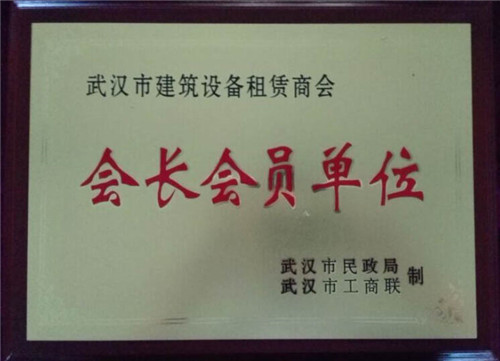 武汉市建筑设备租赁商会
会长会员单位
武汉市民政局
武汉市工商联 制